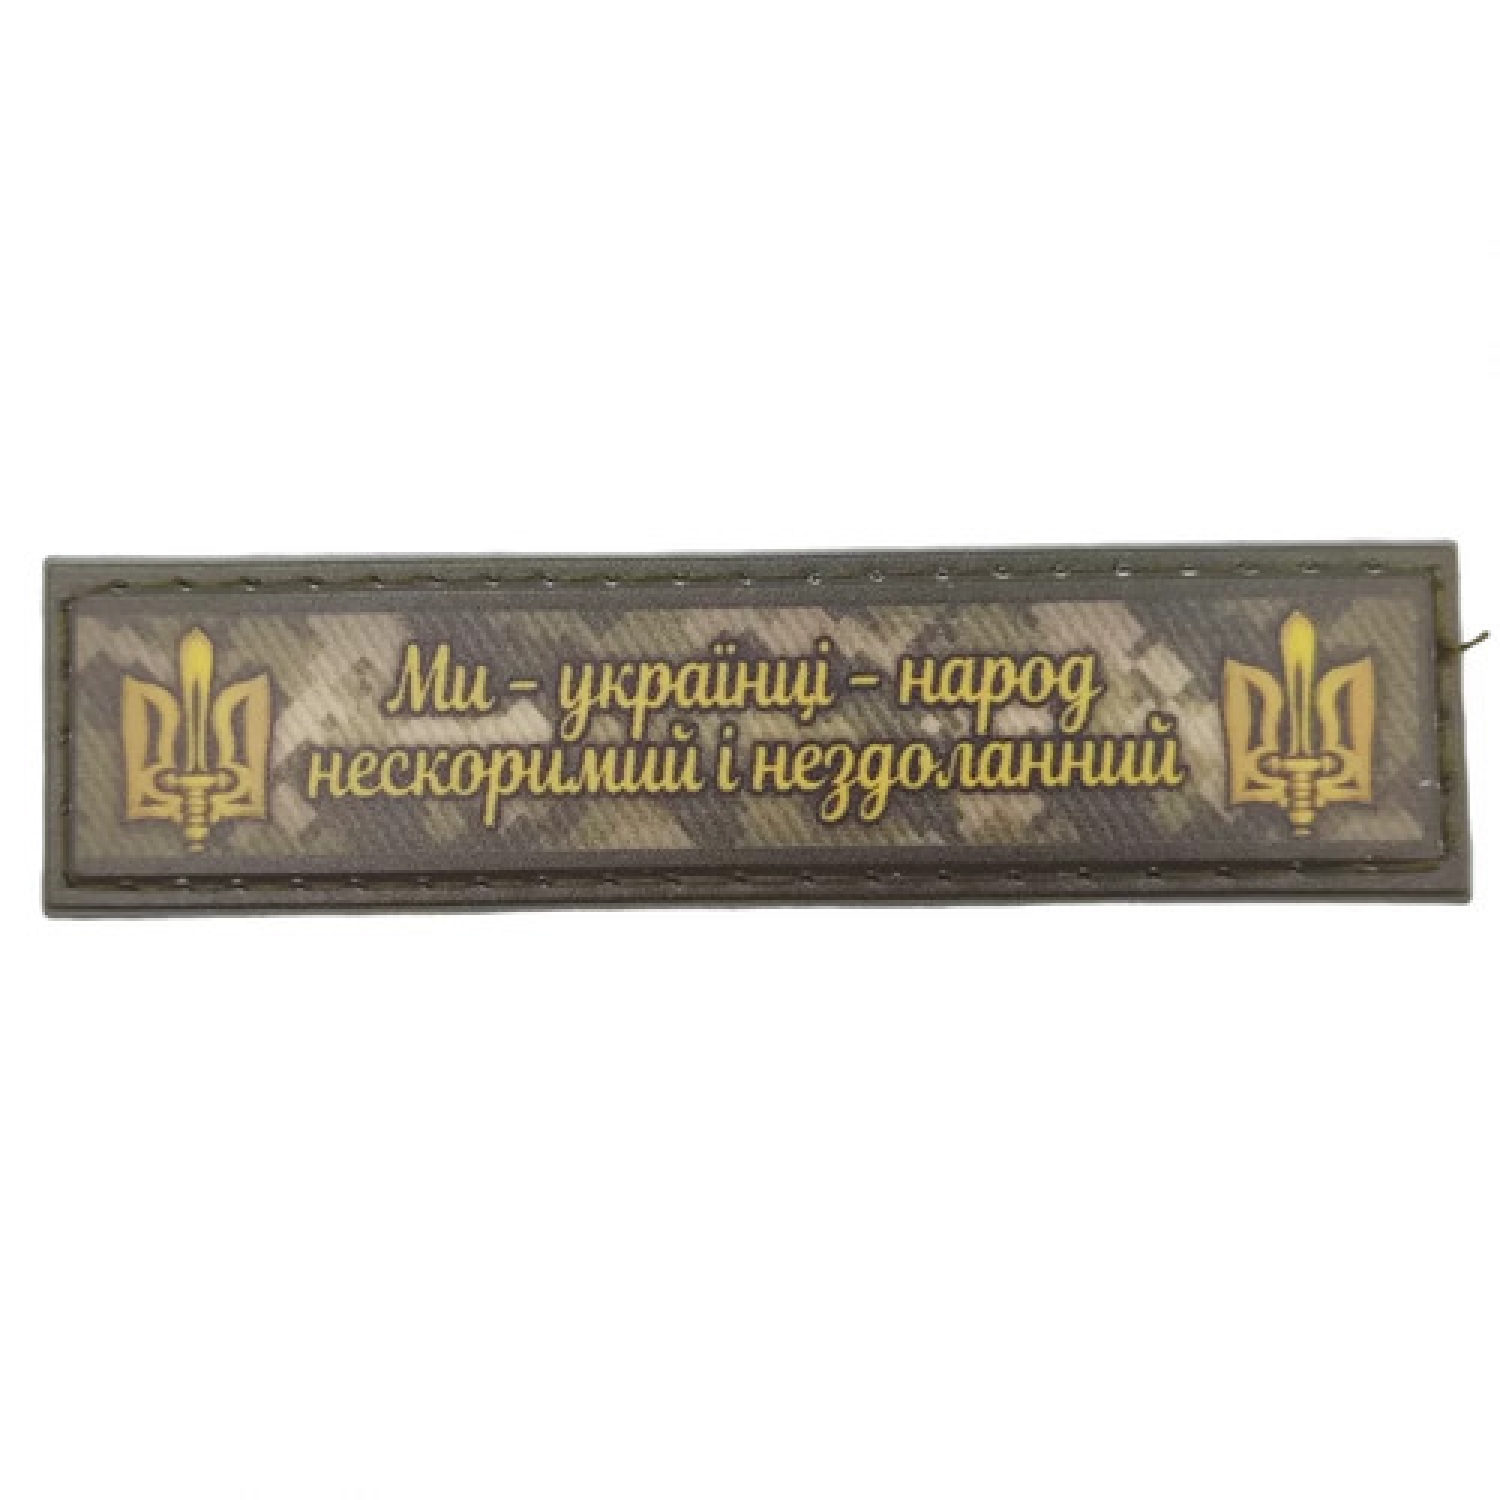 Ми – українці – народ
нескоримий і нездоланний